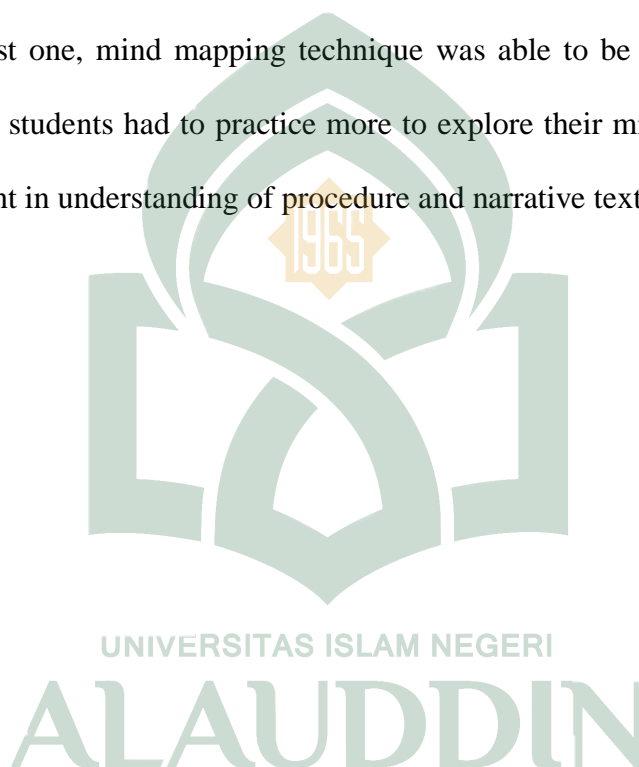 st one, mind mapping technique was able to be
students had to practice more to explore their m
nt in understanding of procedure and narrative text
1965
UNIVERSITAS ISLAM NEGERI
ALAUDDIN